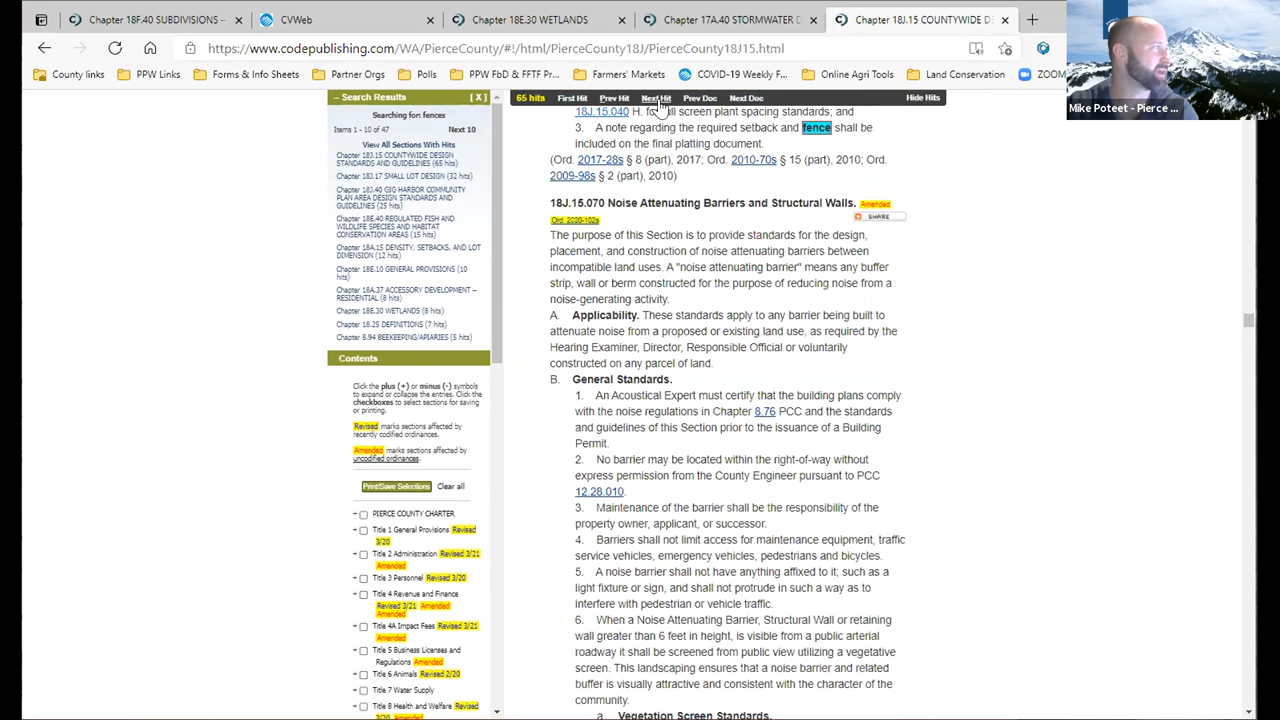 Chapter 18F.40 SUBDIVISIONS –
CVWeb
Chapter 18E.30 WETLANDS
Chapter 17A.40 STORMWATER D
Chapter 18J.15 COUNTYWIDE D
https://www.codepublishing.com/WA/PierceCounty/#!/html/PierceCounty18J/PierceCounty18J15.html
County links
PPW Links
Forms & Info Sheets
Partner Orgs
Polls
PPW FbD & FFTF Pr...
Farmers' Markets
COVID-19 Weekly F...
Online Agri Tools
Land Conservation
ZOOM
Mike Poteet - Pierce ...
– Search Results
[X]
Searching for: fences
Items 1 - 10 of 47
Next 10
View All Sections With Hits
Chapter 18J.15 COUNTYWIDE DESIGN
STANDARDS AND GUIDELINES (65 hits)
Chapter 18J.17 SMALL LOT DESIGN (32 hits)
Chapter 18J.40 GIG HARBOR COMMUNITY
PLAN AREA DESIGN STANDARDS AND
GUIDELINES (25 hits)
Chapter 18E.40 REGULATED FISH AND
WILDLIFE SPECIES AND HABITAT
CONSERVATION AREAS (15 hits)
Chapter 18A.15 DENSITY, SETBACKS, AND LOT
DIMENSION (12 hits)
Chapter 18E.10 GENERAL PROVISIONS (10
hits)
Chapter 18A.37 ACCESSORY DEVELOPMENT –
RESIDENTIAL (8 hits)
Chapter 18E.30 WETLANDS (8 hits)
Chapter 18.25 DEFINITIONS (7 hits)
Chapter 8.94 BEEKEEPING/APIARIES (5 hits)
Contents
Click the plus (+) or minus (-) symbols
to expand or collapse the entries. Click the
checkboxes to select sections for saving
or printing.
Revised
marks sections affected by
recently codified ordinances.
Amended marks sections affected by
uncodified ordinances.
Print/Save Selections
Clear all
PIERCE COUNTY CHARTER
Title 1 General Provisions Revised
3/20
Title 2 Administration Revised 3/21
Amended
Title 3 Personnel Revised 3/20
Title 4 Revenue and Finance
Revised 3/21 Amended
Amended
Title 4A Impact Fees Revised 3/21
Amended
Title 5 Business Licenses and
Regulations Amended
Title 6 Animals Revised 2/20
Title 7 Water Supply
Title 8 Health and Welfare Revised
3/20 Amended
65 hits
First Hit
Prev Hit
Next Hit
Prev Doc
Next Doc
Hide Hits
18J.15.040 H. screen plant spacing standards; and
3. A note regarding the required setback and fence shall be
included on the final platting document.
(Ord. 2017-28s § 8 (part), 2017; Ord. 2010-70s § 15 (part), 2010; Ord.
2009-98s § 2 (part), 2010)
18J.15.070 Noise Attenuating Barriers and Structural Walls. Amended
Ord. 2020-102s
SHARE
The purpose of this Section is to provide standards for the design,
placement, and construction of noise attenuating barriers between
incompatible land uses. A "noise attenuating barrier" means any buffer
strip, wall or berm constructed for the purpose of reducing noise from a
noise-generating activity.
A. Applicability. These standards apply to any barrier being built to
attenuate noise from a proposed or existing land use, as required by the
Hearing Examiner, Director, Responsible Official or voluntarily
constructed on any parcel of land.
B. General Standards.
1. An Acoustical Expert must certify that the building plans comply
with the noise regulations in Chapter 8.76 PCC and the standards
and guidelines of this Section prior to the issuance of a Building
Permit.
2. No barrier may be located within the right-of-way without
express permission from the County Engineer pursuant to PCC
12.28.010.
3. Maintenance of the barrier shall be the responsibility of the
property owner, applicant, or successor.
4. Barriers shall not limit access for maintenance equipment, traffic
service vehicles, emergency vehicles, pedestrians and bicycles.
5. A noise barrier shall not have anything affixed to it; such as a
light fixture or sign, and shall not protrude in such a way as to
interfere with pedestrian or vehicle traffic.
6. When a Noise Attenuating Barrier, Structural Wall or retaining
wall greater than 6 feet in height, is visible from a public arterial
roadway it shall be screened from public view utilizing a vegetative
screen. This landscaping ensures that a noise barrier and related
buffer is visually attractive and consistent with the character of the
community.
a. Vegetation Screen Standards.